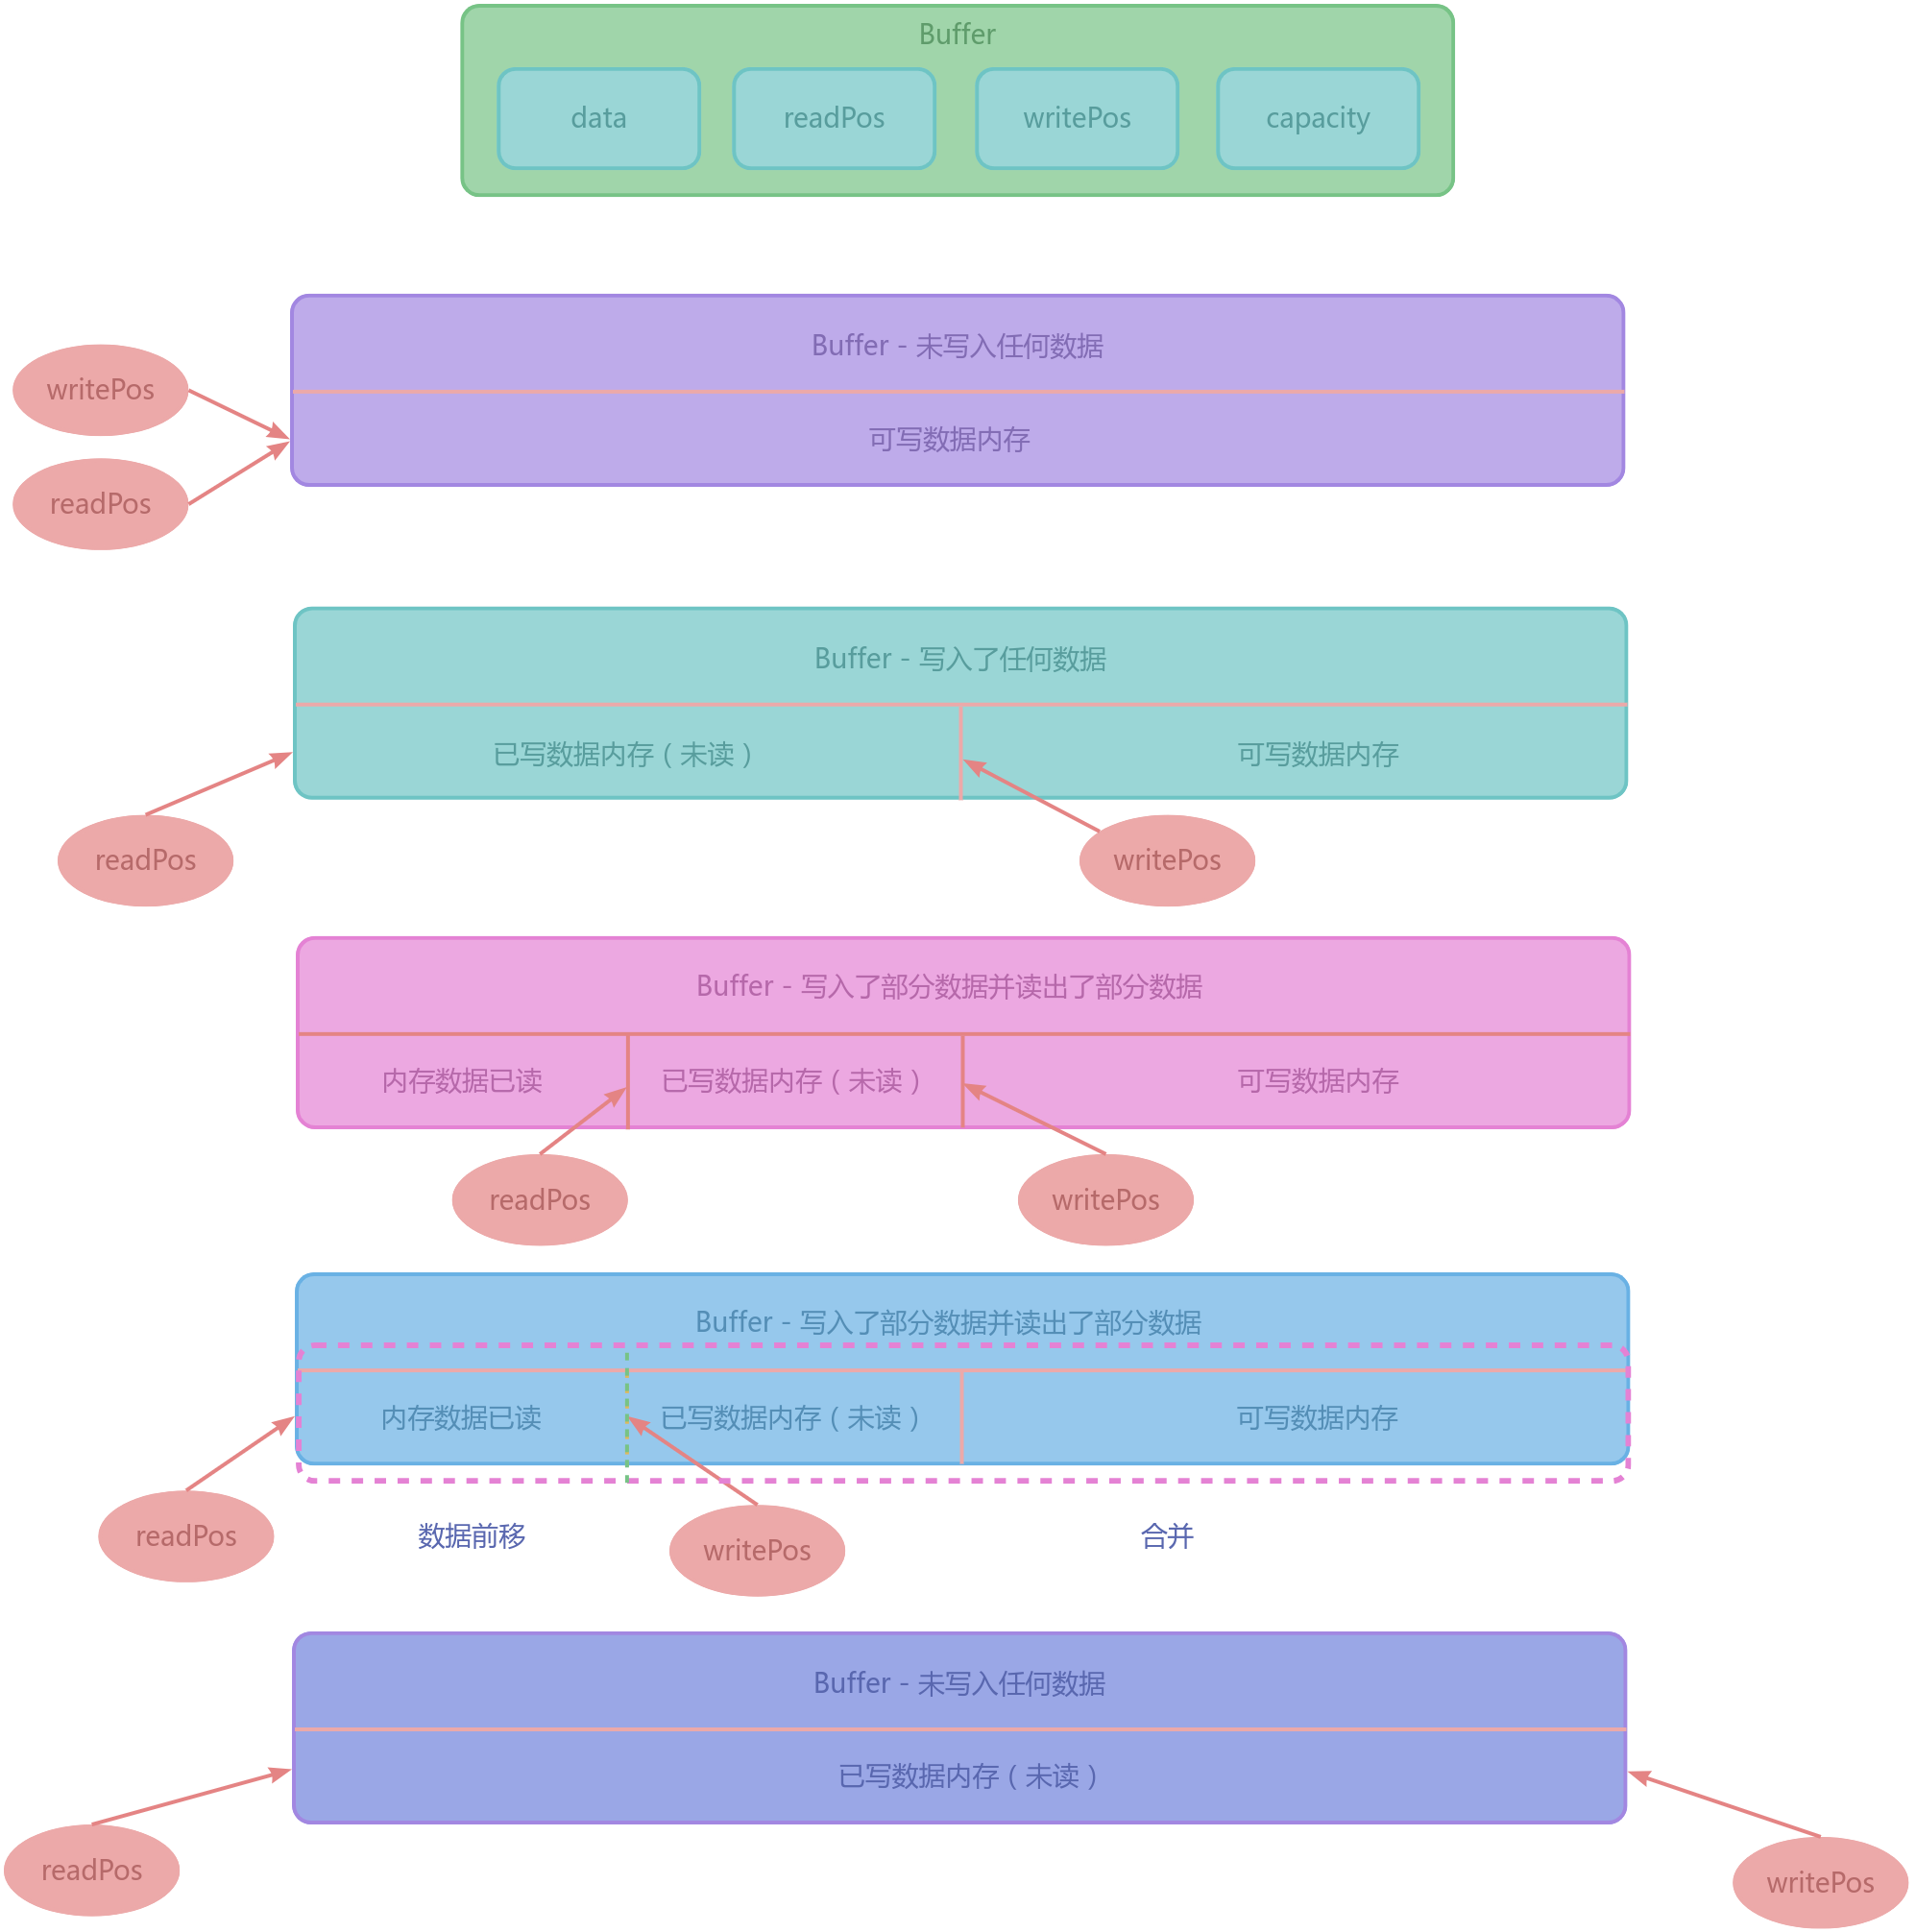 Buffer
data
readPos
writePos
capacity
Buffer - 未写入任何数据
writePos
可写数据内存
readPos
Buffer - 写入了任何数据
已写数据内存（未读）
可写数据内存
readPos
writePos
Buffer - 写入了部分数据并读出了部分数据
内存数据已读
已写数据内存（未读）
可写数据内存
readPos
writePos
Buffer - 写入了部分数据并读出了部分数据
内存数据已读
已写数据内存（未读）
可写数据内存
readPos
数据前移
writePos
合并
Buffer - 未写入任何数据
已写数据内存（未读）
readPos
writePos